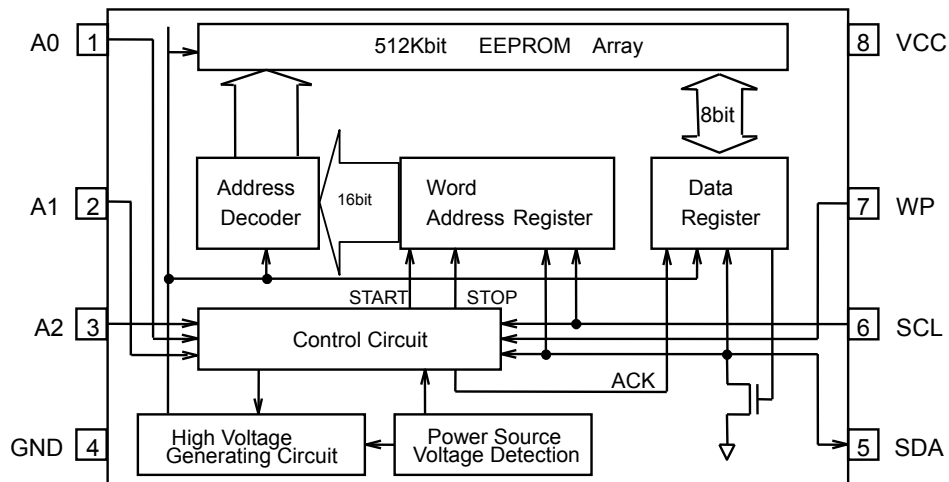 A0 1 512Kbit EEPROM Array 8 VCC
8bit
A1 2 Address
Decoder 16bit Word
Address Register Data
Register 7 WP
START STOP
A2 3 Control Circuit 6 SCL
ACK
GND 4 High Voltage
Generating Circuit Power Source
Voltage Detection 5 SDA